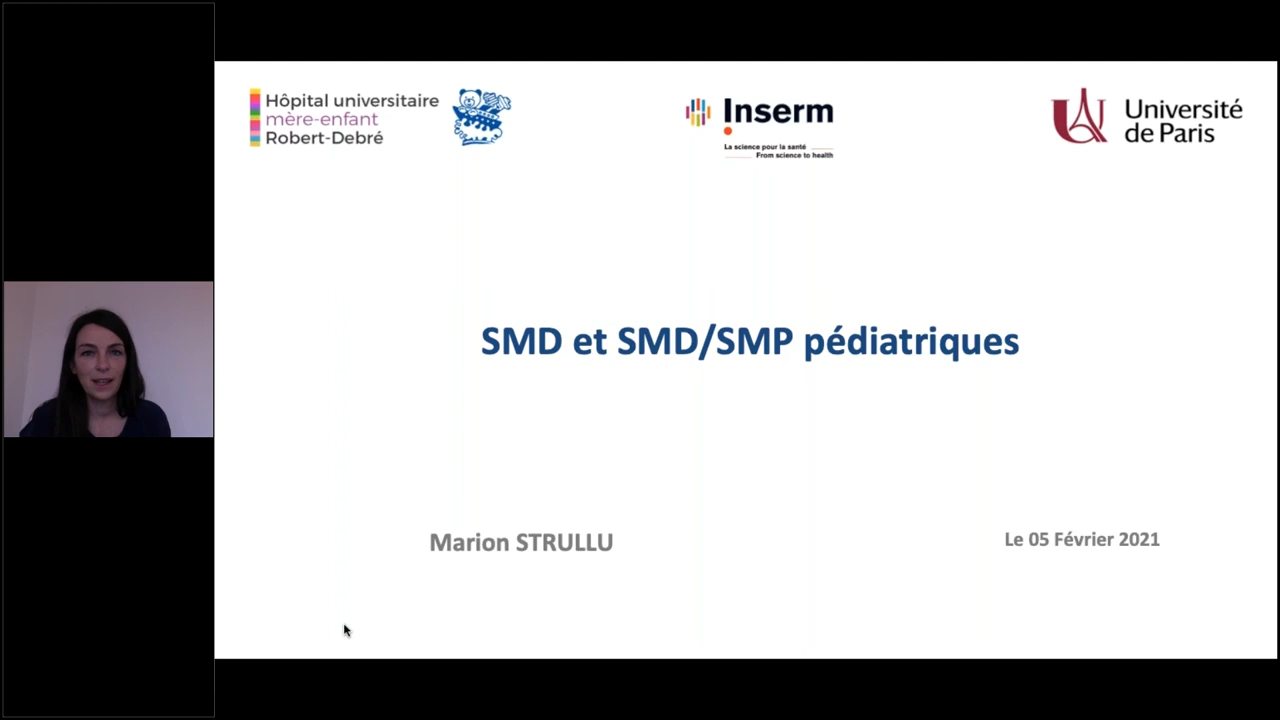 Hôpital universitaire
mère-enfant
Robert-Debré
Inserm
La science pour la santé
From science to health
Université
de Paris
SMD et SMD/SMP pédiatriques
Marion STRULLU
Le 05 Février 2021